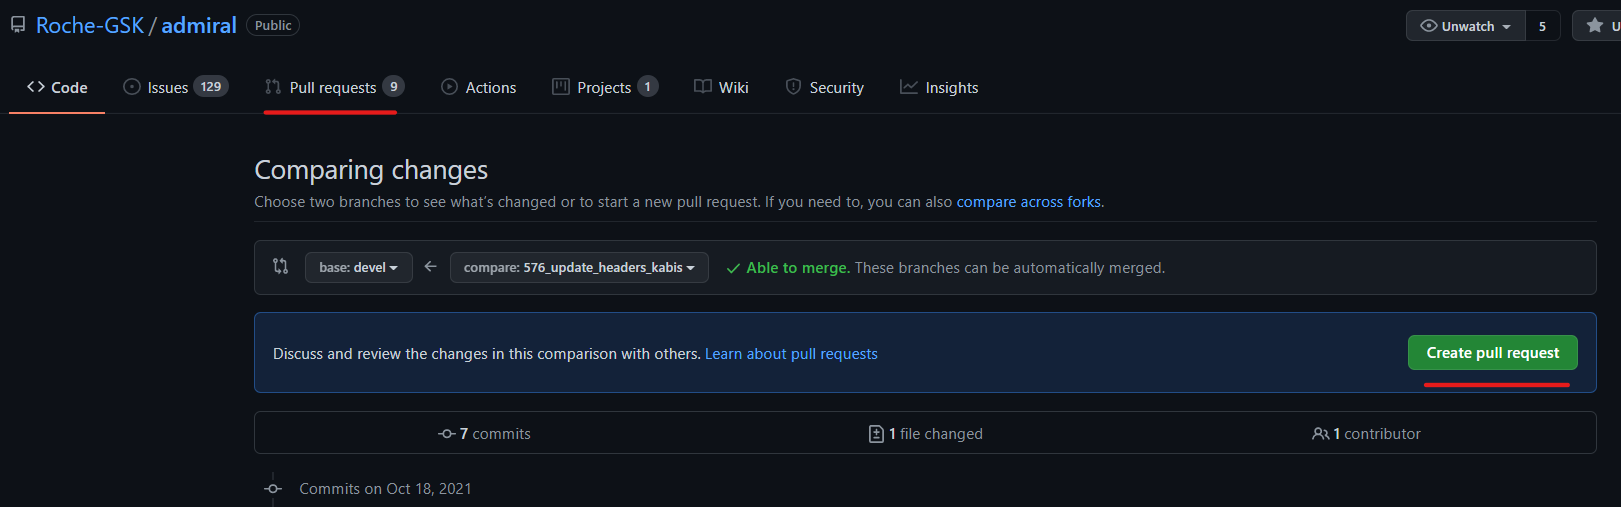 Roche-GSK / admiral Public Unwatch 5 U
Code Issues 129 Pull requests 9 Actions Projects 1 Wiki Security Insights
Comparing changes
Choose two branches to see what's changed or to start a new pull request. If you need to, you can also compare across forks.
base: devel compare: 576_update_headers_kabis Able to merge. These branches can be automatically merged.
Discuss and review the changes in this comparison with others. Learn about pull requests Create pull request
7 commits 1 file changed 1 contributor
Commits on Oct 18, 2021